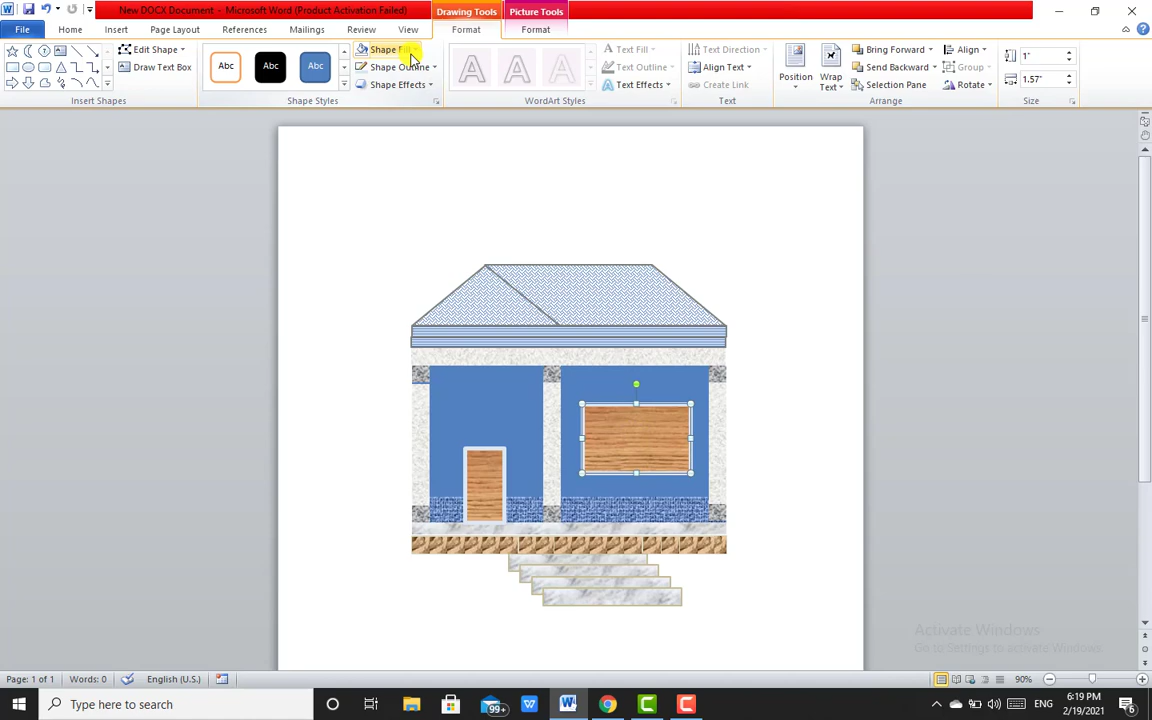 New DOCX Document - Microsoft Word (Product Activation Failed)
Drawing Tools
Picture Tools
File
Home
Insert
Page Layout
References
Mailings
Review
View
Format
Format
Edit Shape
Draw Text Box
Insert Shapes
Abc
Abc
Abc
Shape Fill
Shape Outline
Shape Effects
Shape Styles
A
A
A
Text Fill
Text Outline
Text Effects
WordArt Styles
Text Direction
Align Text
Create Link
Text
Position
Wrap
Text
Bring Forward
Send Backward
Selection Pane
Align
Group
Rotate
Arrange
1"
1.57"
Size
Activate Windows
Go to Settings to activate Windows.
Page: 1 of 1
Words: 0
English (U.S.)
90%
Type here to search
99+
ENG
6:19 PM
2/19/2021
6